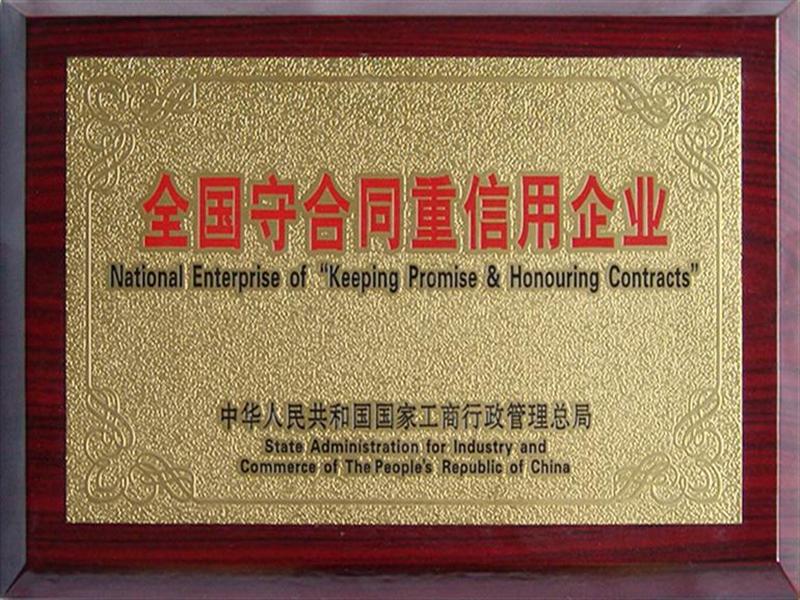 全国守合同重信用企业
National Enterprise of "Keeping Promise & Honouring Contracts"
中华人民共和国国家工商行政管理总局
State Administration for Industry and
Commerce of The People's Republic of China